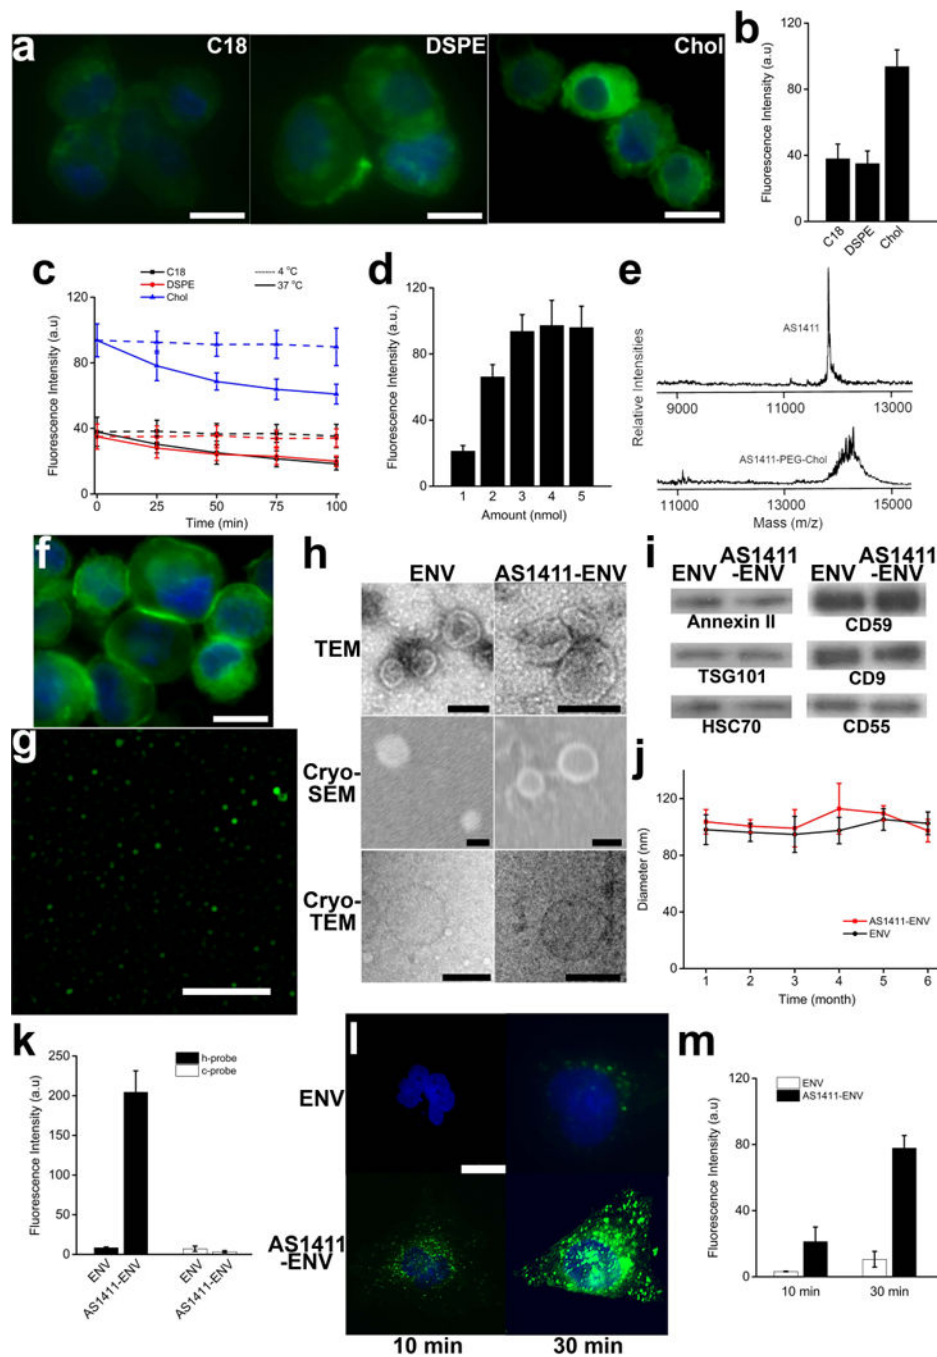 a
C18
DSPE
Chol
b
Fluorescence Intensity (a.u)
120
80
40
0
C18
DSPE
Chol
c
C18
DSPE
Chol
4 °C
37 °C
Fluorescence Intensity (a.u)
120
80
40
0
0 25 50 75 100
Time (min)
d
Fluorescence Intensity (a.u.)
120
80
40
0
1 2 3 4 5
Amount (nmol)
e
Relative Intensities
AS1411
9000 11000 13000
AS1411-PEG-Chol
11000 13000 15000
Mass (m/z)
f
g
h
ENV AS1411-ENV
TEM
Cryo-
SEM
Cryo-
TEM
i
ENV AS1411
-ENV
Annexin II
TSG101
HSC70
ENV AS1411
-ENV
CD59
CD9
CD55
j
Diameter (nm)
120
80
40
0
AS1411-ENV
ENV
1 2 3 4 5 6
Time (month)
k
Fluorescence Intensity (a.u)
250
200
150
100
50
0
h-probe
c-probe
ENV
AS1411-ENV
ENV
AS1411-ENV
l
ENV
AS1411
-ENV
10 min 30 min
m
Fluorescence Intensity (a.u)
120
80
40
0
ENV
AS1411-ENV
10 min 30 min